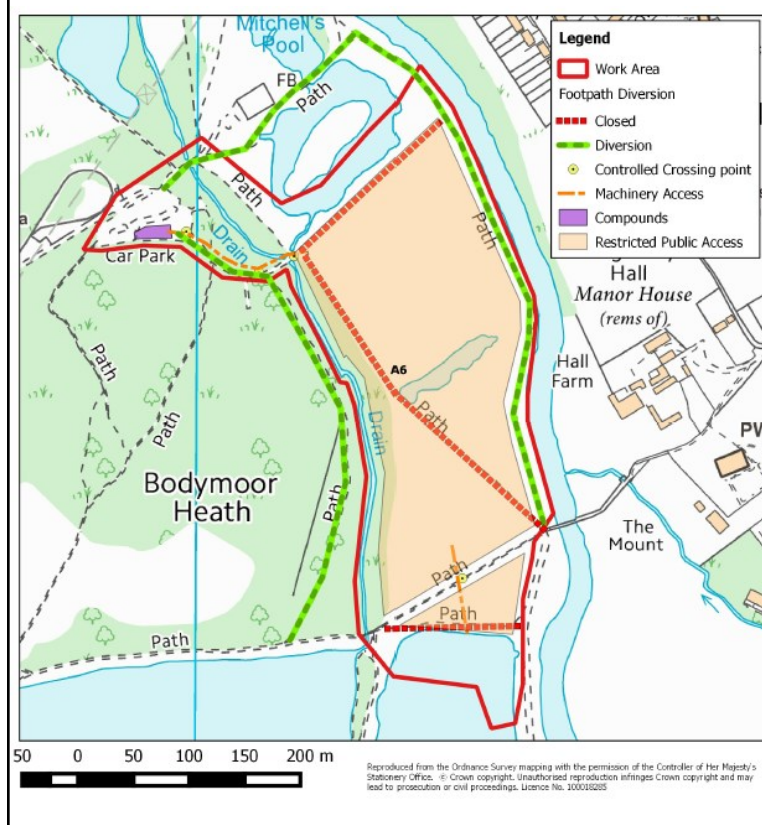 Mitchell's
Pool
FB
Path
Path
Path
Drain
Car Park
Path
Path
Path
A6
Path
Drain
Bodymoor
Heath
Path
Path
Path
Hall
Manor House
(rems of)
Hall
Farm
PW
The
Mount
Legend
Work Area
Footpath Diversion
Closed
Diversion
Controlled Crossing point
Machinery Access
Compounds
Restricted Public Access
50 0 50 100 150 200 m
Reproduced from the Ordnance Survey mapping with the permission of the Controller of Her Majesty's
Stationery Office. © Crown copyright. Unauthorised reproduction infringes Crown copyright and may
lead to prosecution or civil proceedings. Licence No. 100018285